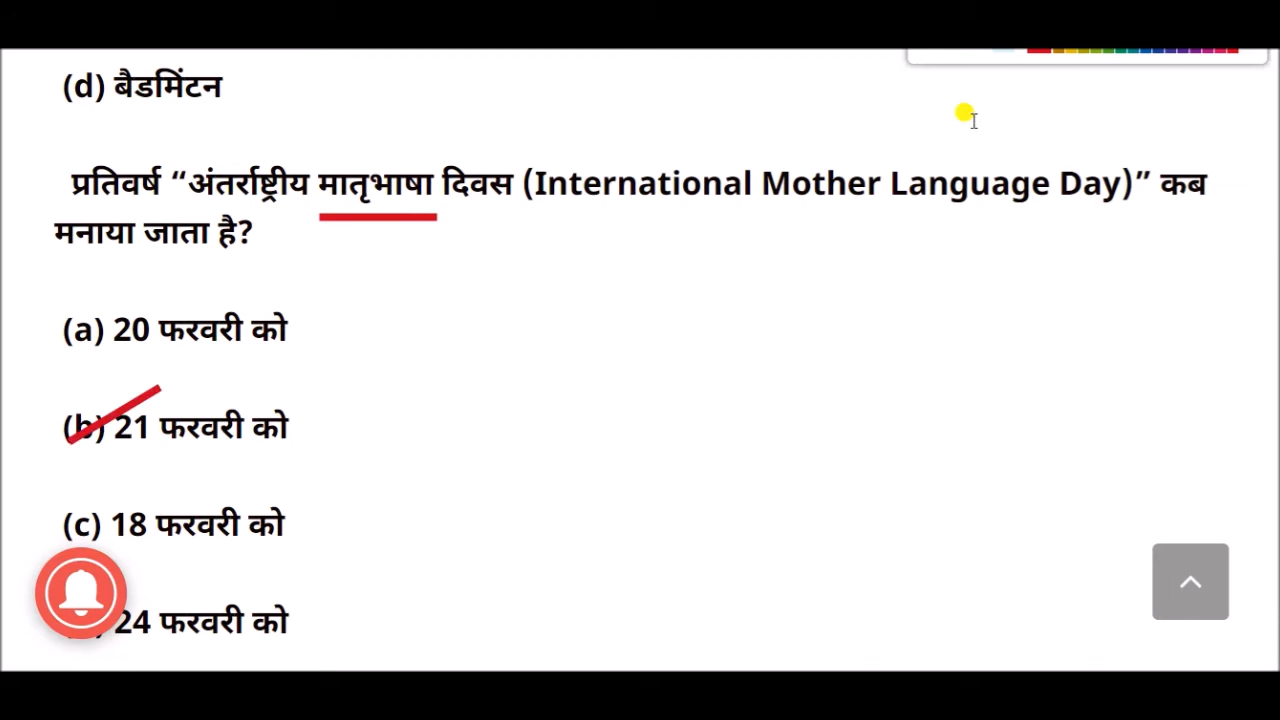 (d) बैडमिंटन
प्रतिवर्ष “अंतर्राष्ट्रीय मातृभाषा दिवस (International Mother Language Day)” कब
मनाया जाता है?
(a) 20 फरवरी को
(b) 21 फरवरी को
(c) 18 फरवरी को
24 फरवरी को